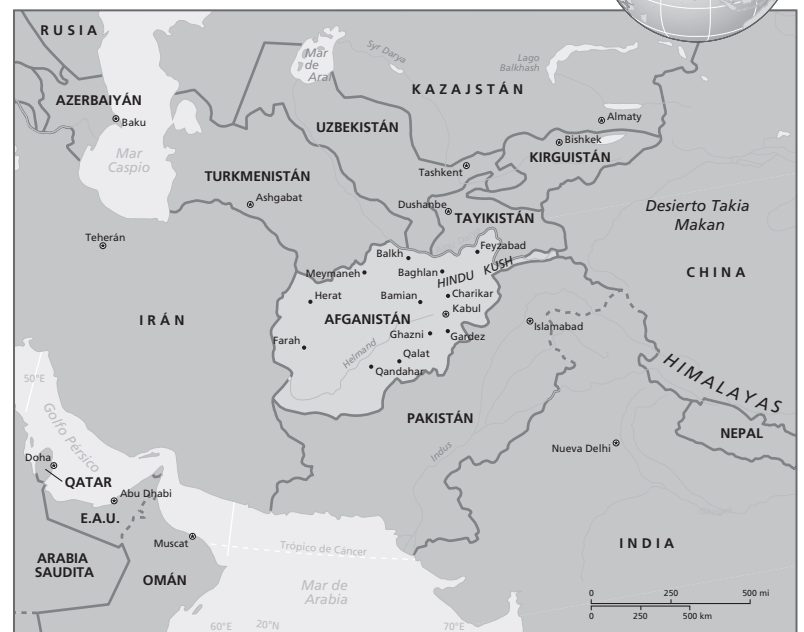 RUSIA
Mar
de
Aral
Syr Darya
Lago
Balkhash
KAZAJSTÁN
AZERBAIYÁN
Baku
Mar
Caspio
UZBEKISTÁN
Almaty
Bishkek
KIRGUISTÁN
Tashkent
TURKMENISTÁN
Ashgabat
Dushanbe
TAYIKISTÁN
Desierto Takia
Makan
CHINA
Teherán
Feyzabad
Balkh
Baghlan
HINDU KUSH
Meymaneh
Herat
Bamian
Charikar
Kabul
AFGANISTÁN
IRÁN
Islamabad
Ghazni
Gardez
Farah
Helmand
Qalat
Qandahar
HIMALAYAS
50°E
Golfo Pérsico
PAKISTÁN
NEPAL
Indus
Nueva Delhi
Doha
QATAR
Abu Dhabi
E.A.U.
Muscat
Trópico de Cáncer
INDIA
ARABIA
SAUDITA
OMÁN
Mar de
Arabia
0 250 500 mi
0 250 500 km
60°E
20°N
70°E